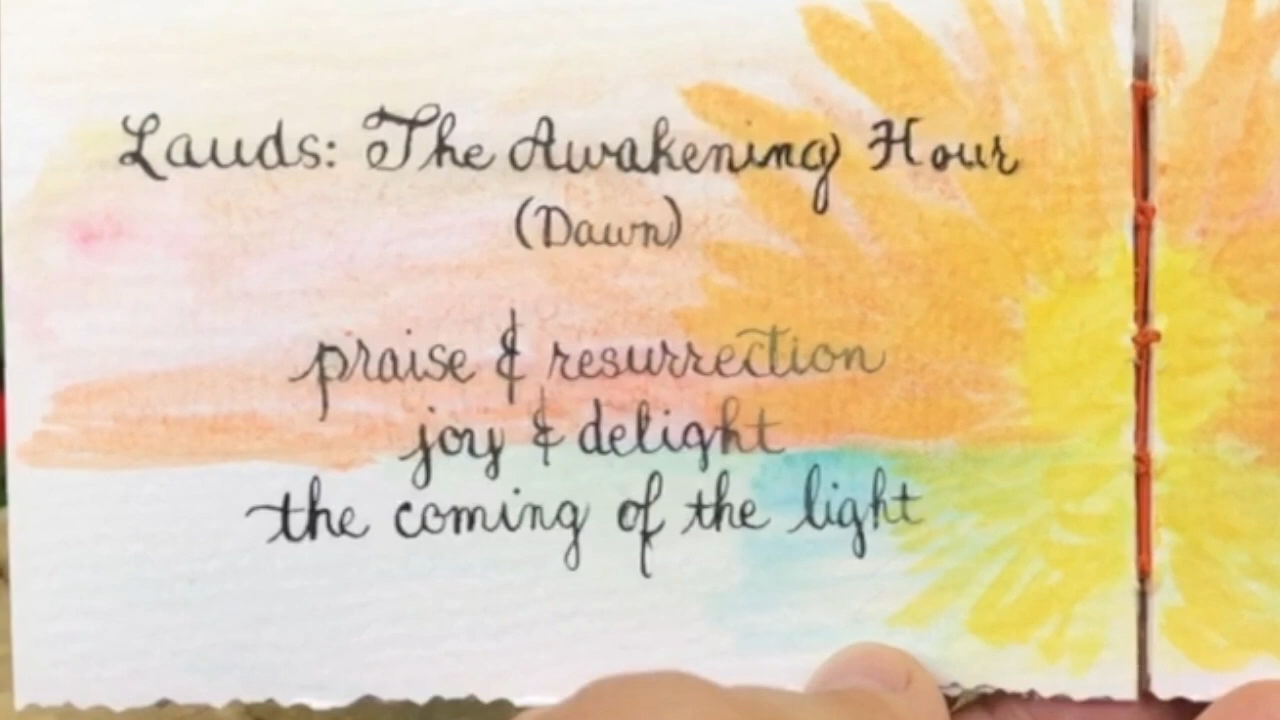 Lauds: The Awakening Hour
(Dawn)
praise & resurrection
joy & delight
the coming of the light